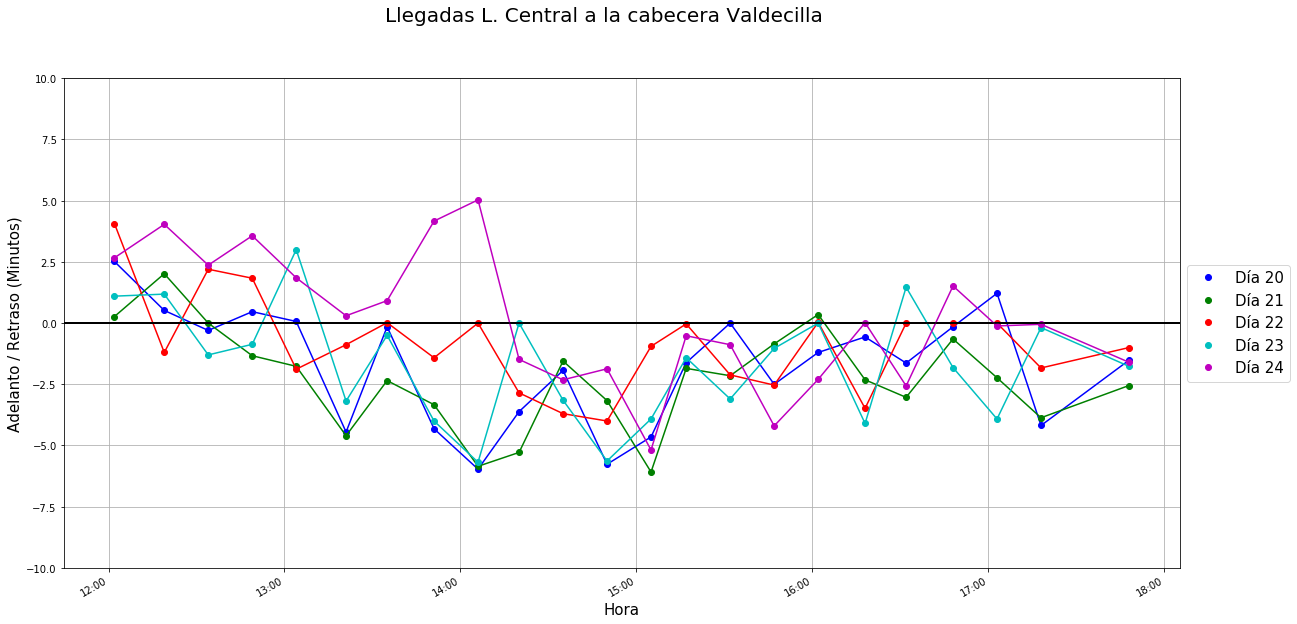 Llegadas L. Central a la cabecera Valdecilla
Adelanto / Retraso (Minutos)
10.0
7.5
5.0
2.5
0.0
−2.5
−5.0
−7.5
−10.0
12:00
13:00
14:00
15:00
16:00
17:00
18:00
Hora
Día 20
Día 21
Día 22
Día 23
Día 24